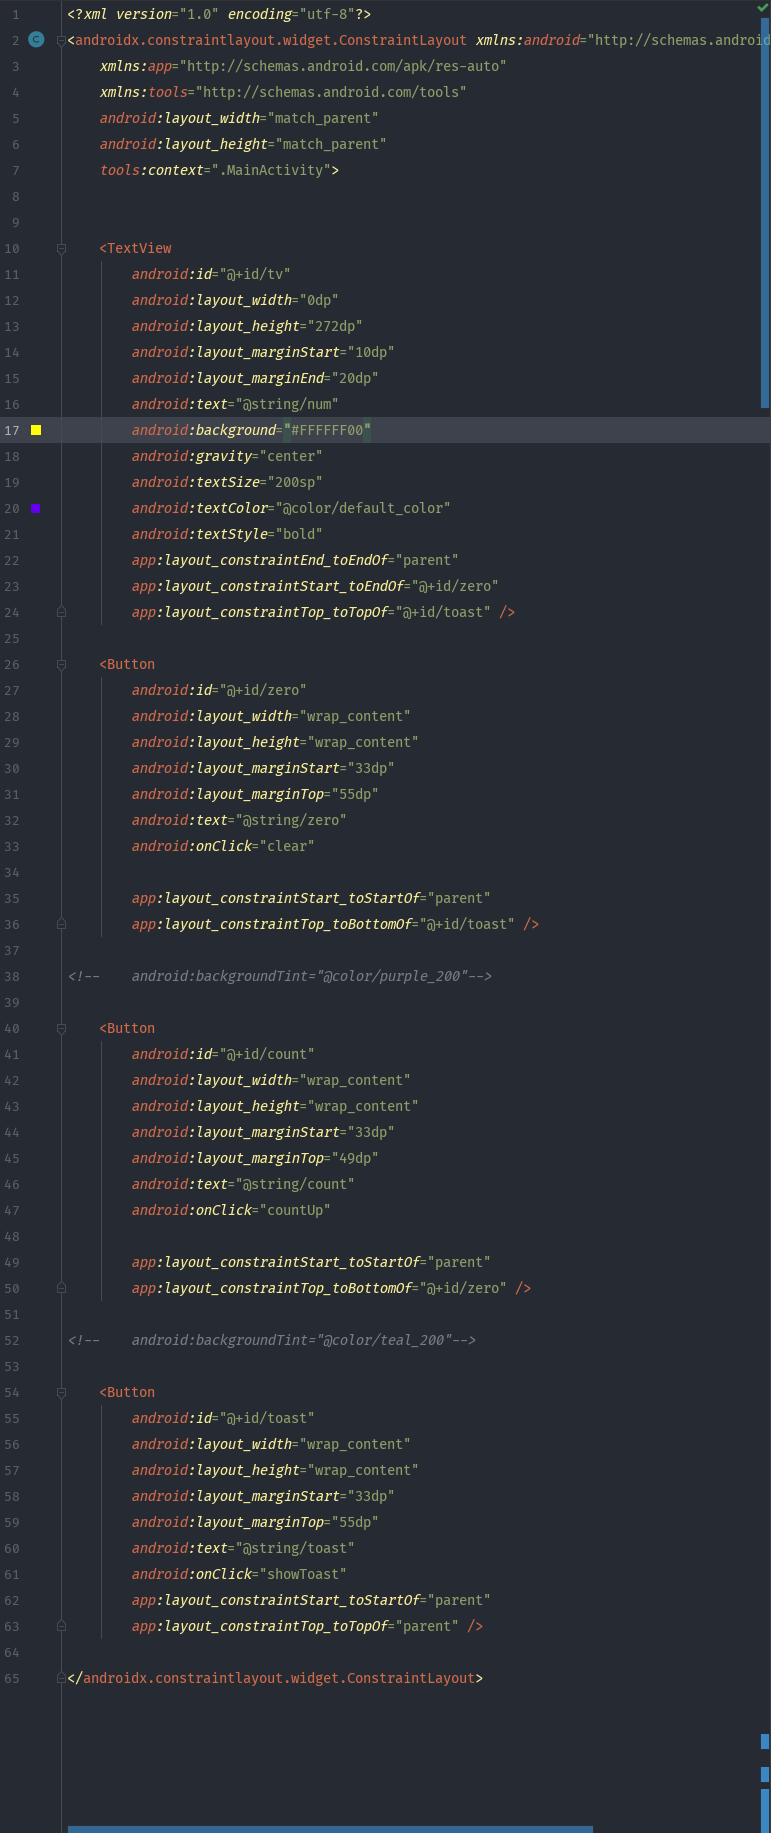 1 <?xml version="1.0" encoding="utf-8"?>
2 <androidx.constraintlayout.widget.ConstraintLayout xmlns:android="http://schemas.android
3 xmlns:app="http://schemas.android.com/apk/res-auto"
4 xmlns:tools="http://schemas.android.com/tools"
5 android:layout_width="match_parent"
6 android:layout_height="match_parent"
7 tools:context=".MainActivity">
8
9
10 <TextView
11 android:id="@+id/tv"
12 android:layout_width="0dp"
13 android:layout_height="272dp"
14 android:layout_marginStart="10dp"
15 android:layout_marginEnd="20dp"
16 android:text="@string/num"
17 android:background="#FFFFFF00"
18 android:gravity="center"
19 android:textSize="200sp"
20 android:textColor="@color/default_color"
21 android:textStyle="bold"
22 app:layout_constraintEnd_toEndOf="parent"
23 app:layout_constraintStart_toEndOf="@+id/zero"
24 app:layout_constraintTop_toTopOf="@+id/toast" />
25
26 <Button
27 android:id="@+id/zero"
28 android:layout_width="wrap_content"
29 android:layout_height="wrap_content"
30 android:layout_marginStart="33dp"
31 android:layout_marginTop="55dp"
32 android:text="@string/zero"
33 android:onClick="clear"
34
35 app:layout_constraintStart_toStartOf="parent"
36 app:layout_constraintTop_toBottomOf="@+id/toast" />
37
38 <!-- android:backgroundTint="@color/purple_200"-->
39
40 <Button
41 android:id="@+id/count"
42 android:layout_width="wrap_content"
43 android:layout_height="wrap_content"
44 android:layout_marginStart="33dp"
45 android:layout_marginTop="49dp"
46 android:text="@string/count"
47 android:onClick="countUp"
48
49 app:layout_constraintStart_toStartOf="parent"
50 app:layout_constraintTop_toBottomOf="@+id/zero" />
51
52 <!-- android:backgroundTint="@color/teal_200"-->
53
54 <Button
55 android:id="@+id/toast"
56 android:layout_width="wrap_content"
57 android:layout_height="wrap_content"
58 android:layout_marginStart="33dp"
59 android:layout_marginTop="55dp"
60 android:text="@string/toast"
61 android:onClick="showToast"
62 app:layout_constraintStart_toStartOf="parent"
63 app:layout_constraintTop_toTopOf="parent" />
64
65 </androidx.constraintlayout.widget.ConstraintLayout>